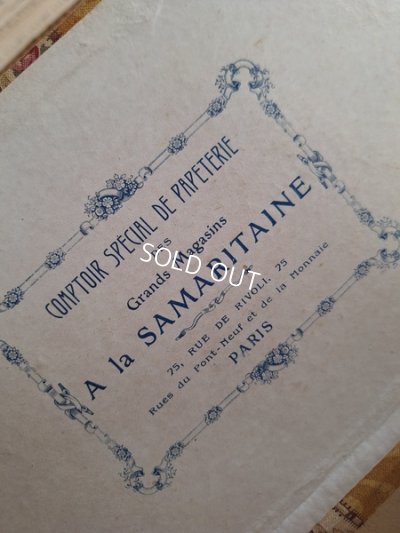 COMPTOIR SPÉCIAL DE PAPETERIE
des
Grands Magasins
A la SAMARITAINE
75, RUE DE RIVOLI, 75
Rues du Pont-Neuf et de la Monnaie
PARIS
SOLD OUT